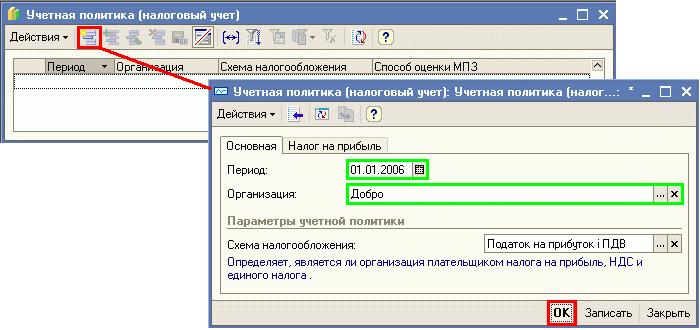 Учетная политика (налоговый учет)
Действия
Период Организация Схема налогообложения Способ оценки МПЗ
Учетная политика (налоговый учет): Учетная политика (налог...: *
Действия
Основная Налог на прибыль
Период: 01.01.2006
Организация: Добро ... ×
Параметры учетной политики
Схема налогообложения: Податок на прибуток і ПДВ ... ×
Определяет, является ли организация плательщиком налога на прибыль, НДС и
единого налога .
OK Записать Закрыть